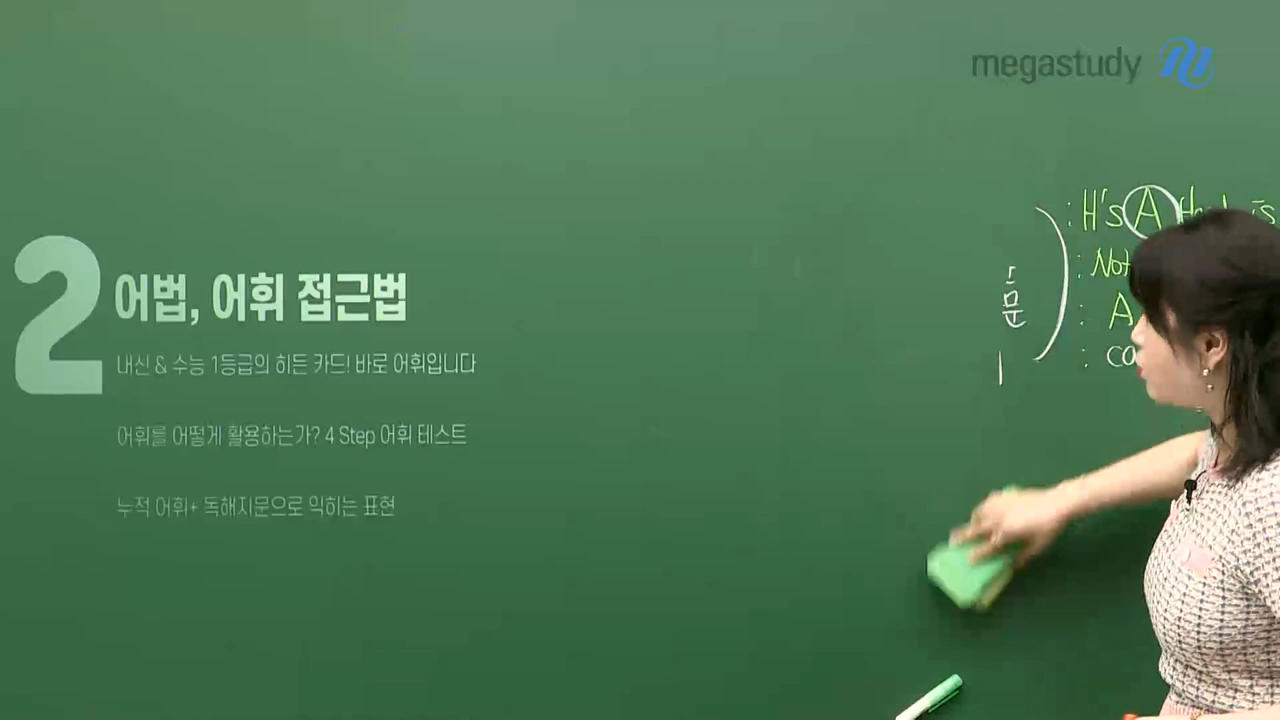 megastudy
2
어법, 어휘 접근법
내신 & 수능 1등급의 히든 카드! 바로 어휘입니다
어휘를 어떻게 활용하는가? 4 Step 어휘 테스트
누적 어휘+ 독해지문으로 익히는 표현
: H's A is
: Not
: A
: co